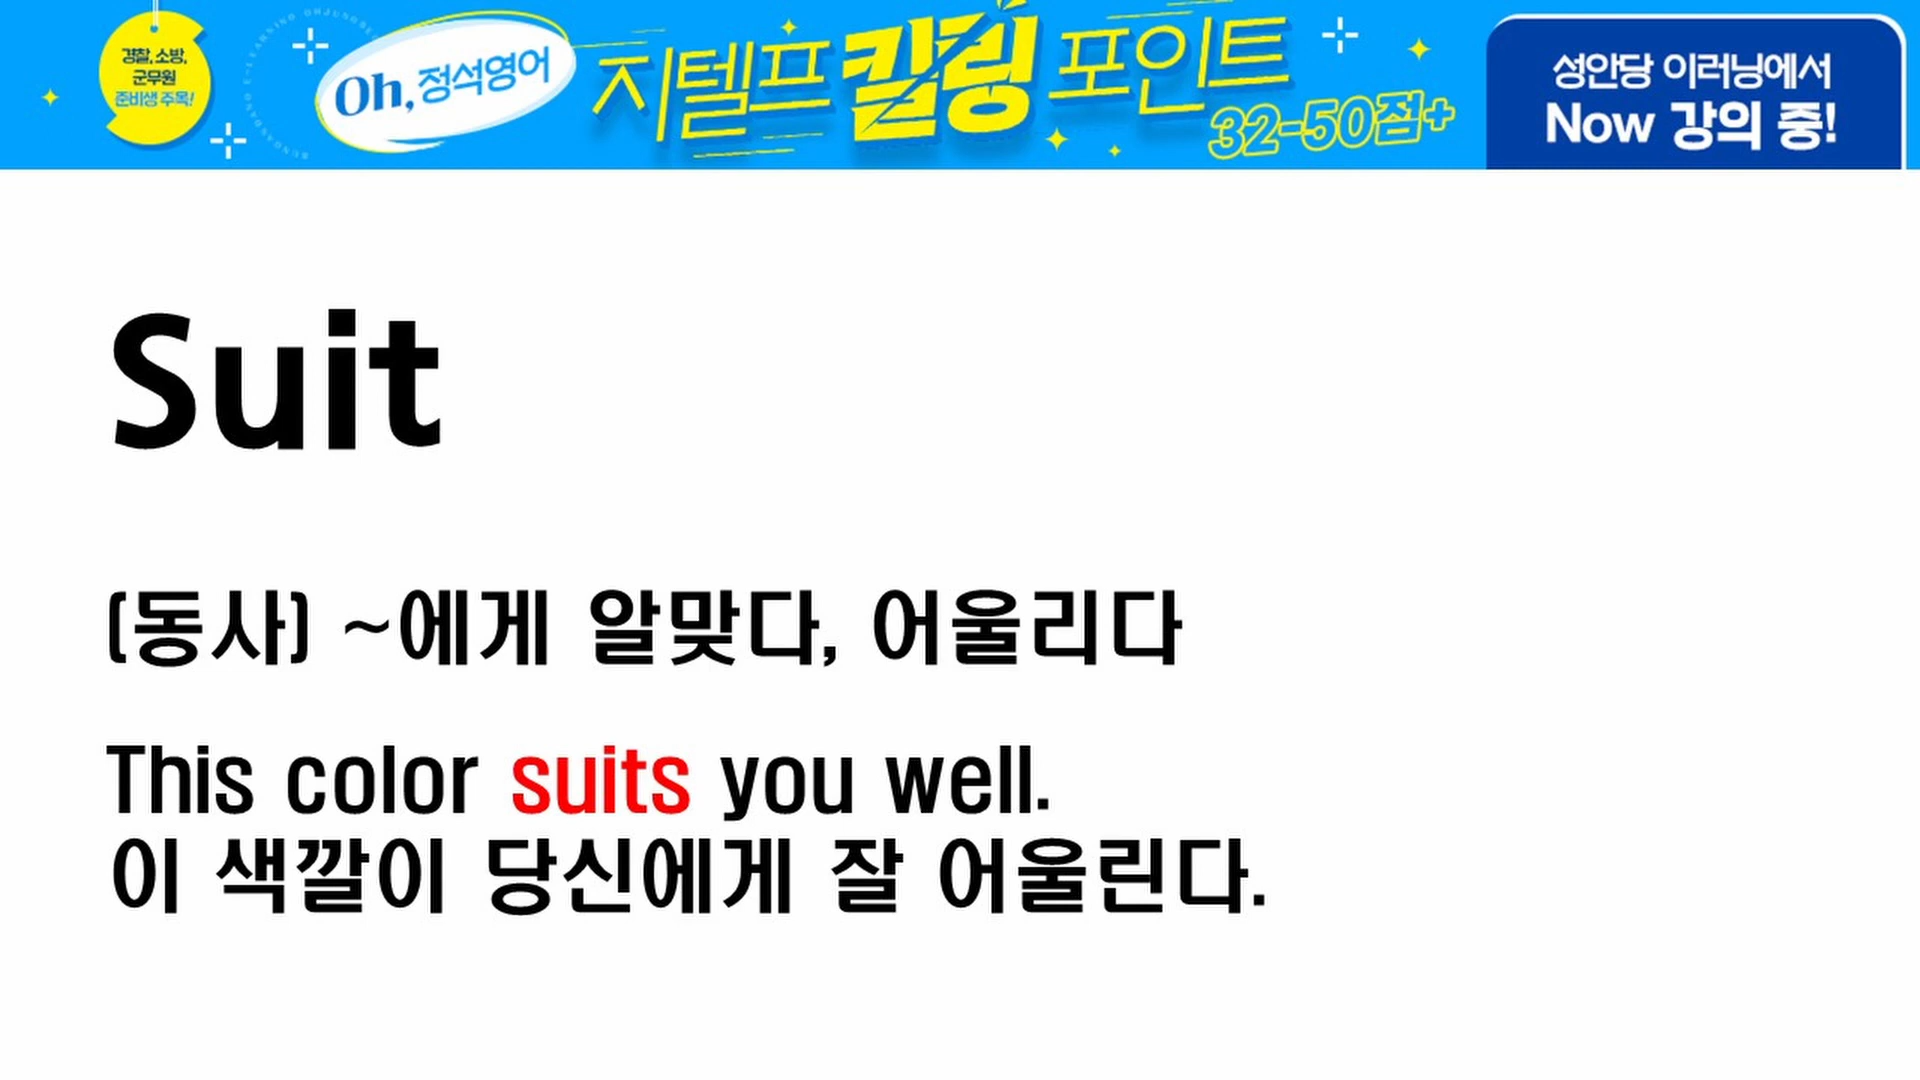 경찰, 소방,
군무원
준비생 주목!
Oh, 정석영어
지텔프 킬링 포인트
32-50점+
성안당 이러닝에서
Now 강의 중!
Suit
(동사) ~에게 알맞다, 어울리다
This color suits you well.
이 색깔이 당신에게 잘 어울린다.